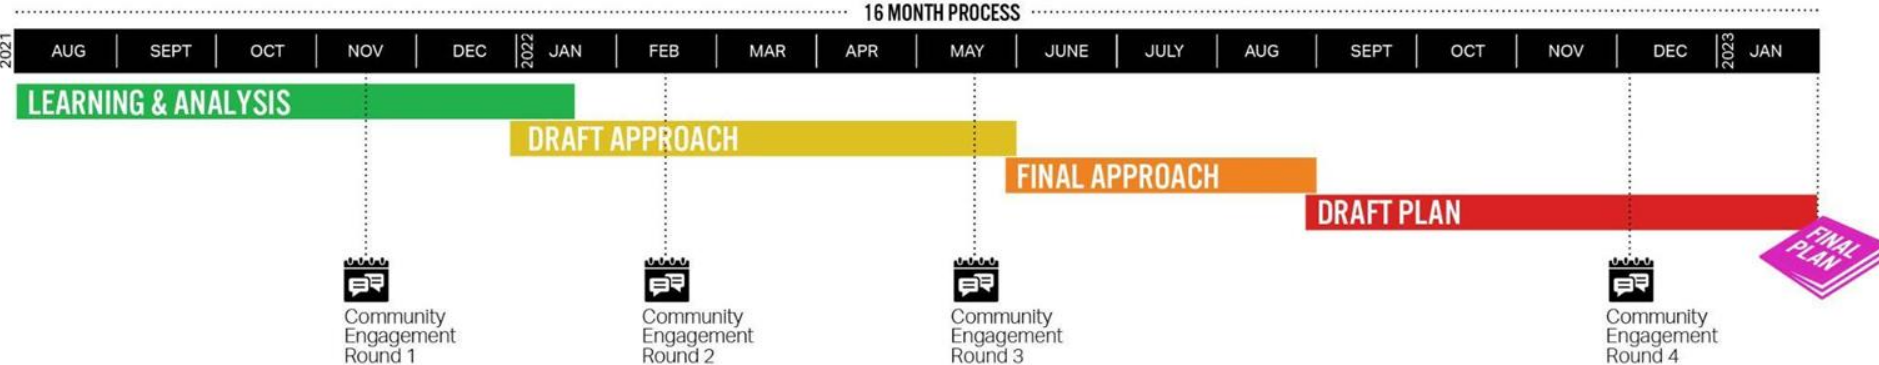 16 MONTH PROCESS
2021 AUG SEPT OCT NOV DEC 2022 JAN FEB MAR APR MAY JUNE JULY AUG SEPT OCT NOV DEC 2023 JAN
LEARNING & ANALYSIS
DRAFT APPROACH
FINAL APPROACH
DRAFT PLAN
FINAL
PLAN
Community
Engagement
Round 1
Community
Engagement
Round 2
Community
Engagement
Round 3
Community
Engagement
Round 4